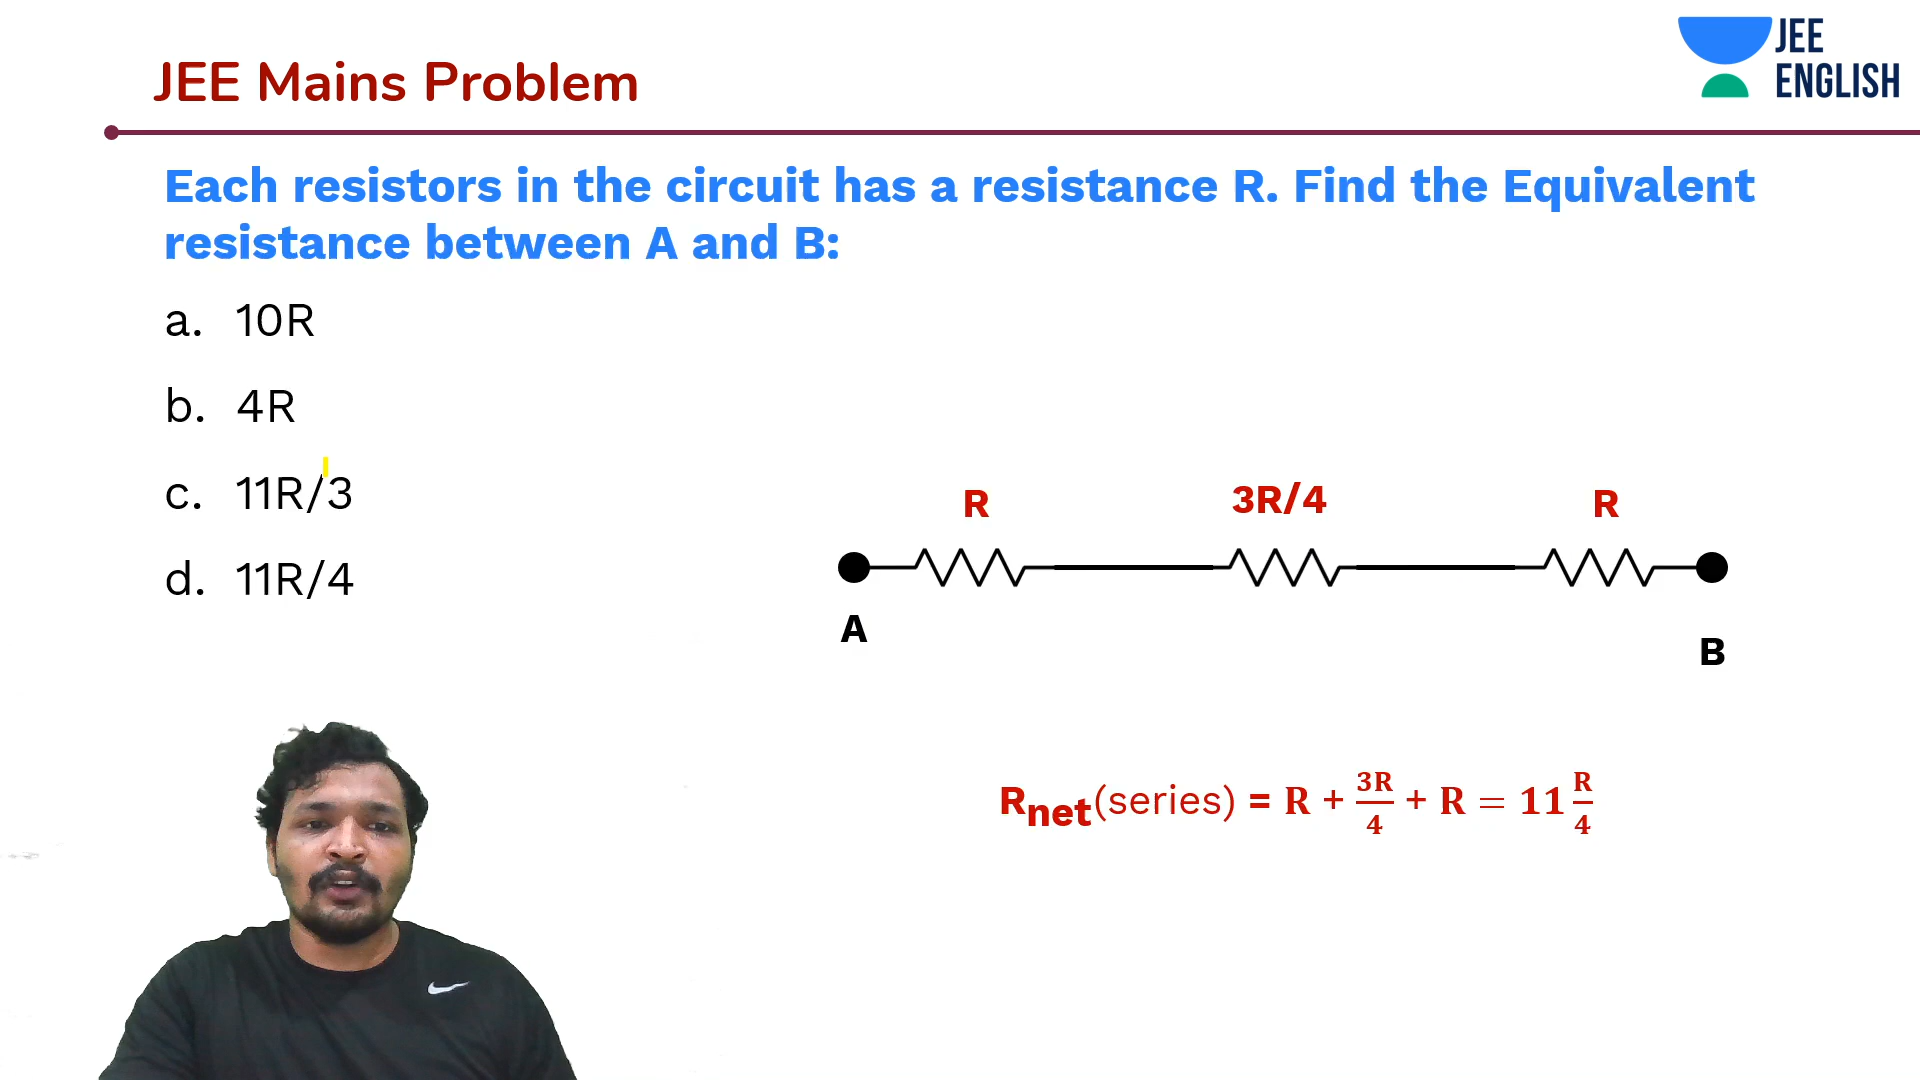 JEE Mains Problem
JEE
ENGLISH
Each resistors in the circuit has a resistance R. Find the Equivalent
resistance between A and B:
a. 10R
b. 4R
c. 11R/3
d. 11R/4
R 3R/4 R
A
B
Rnet(series) = R + 3R/4 + R = 11 R/4